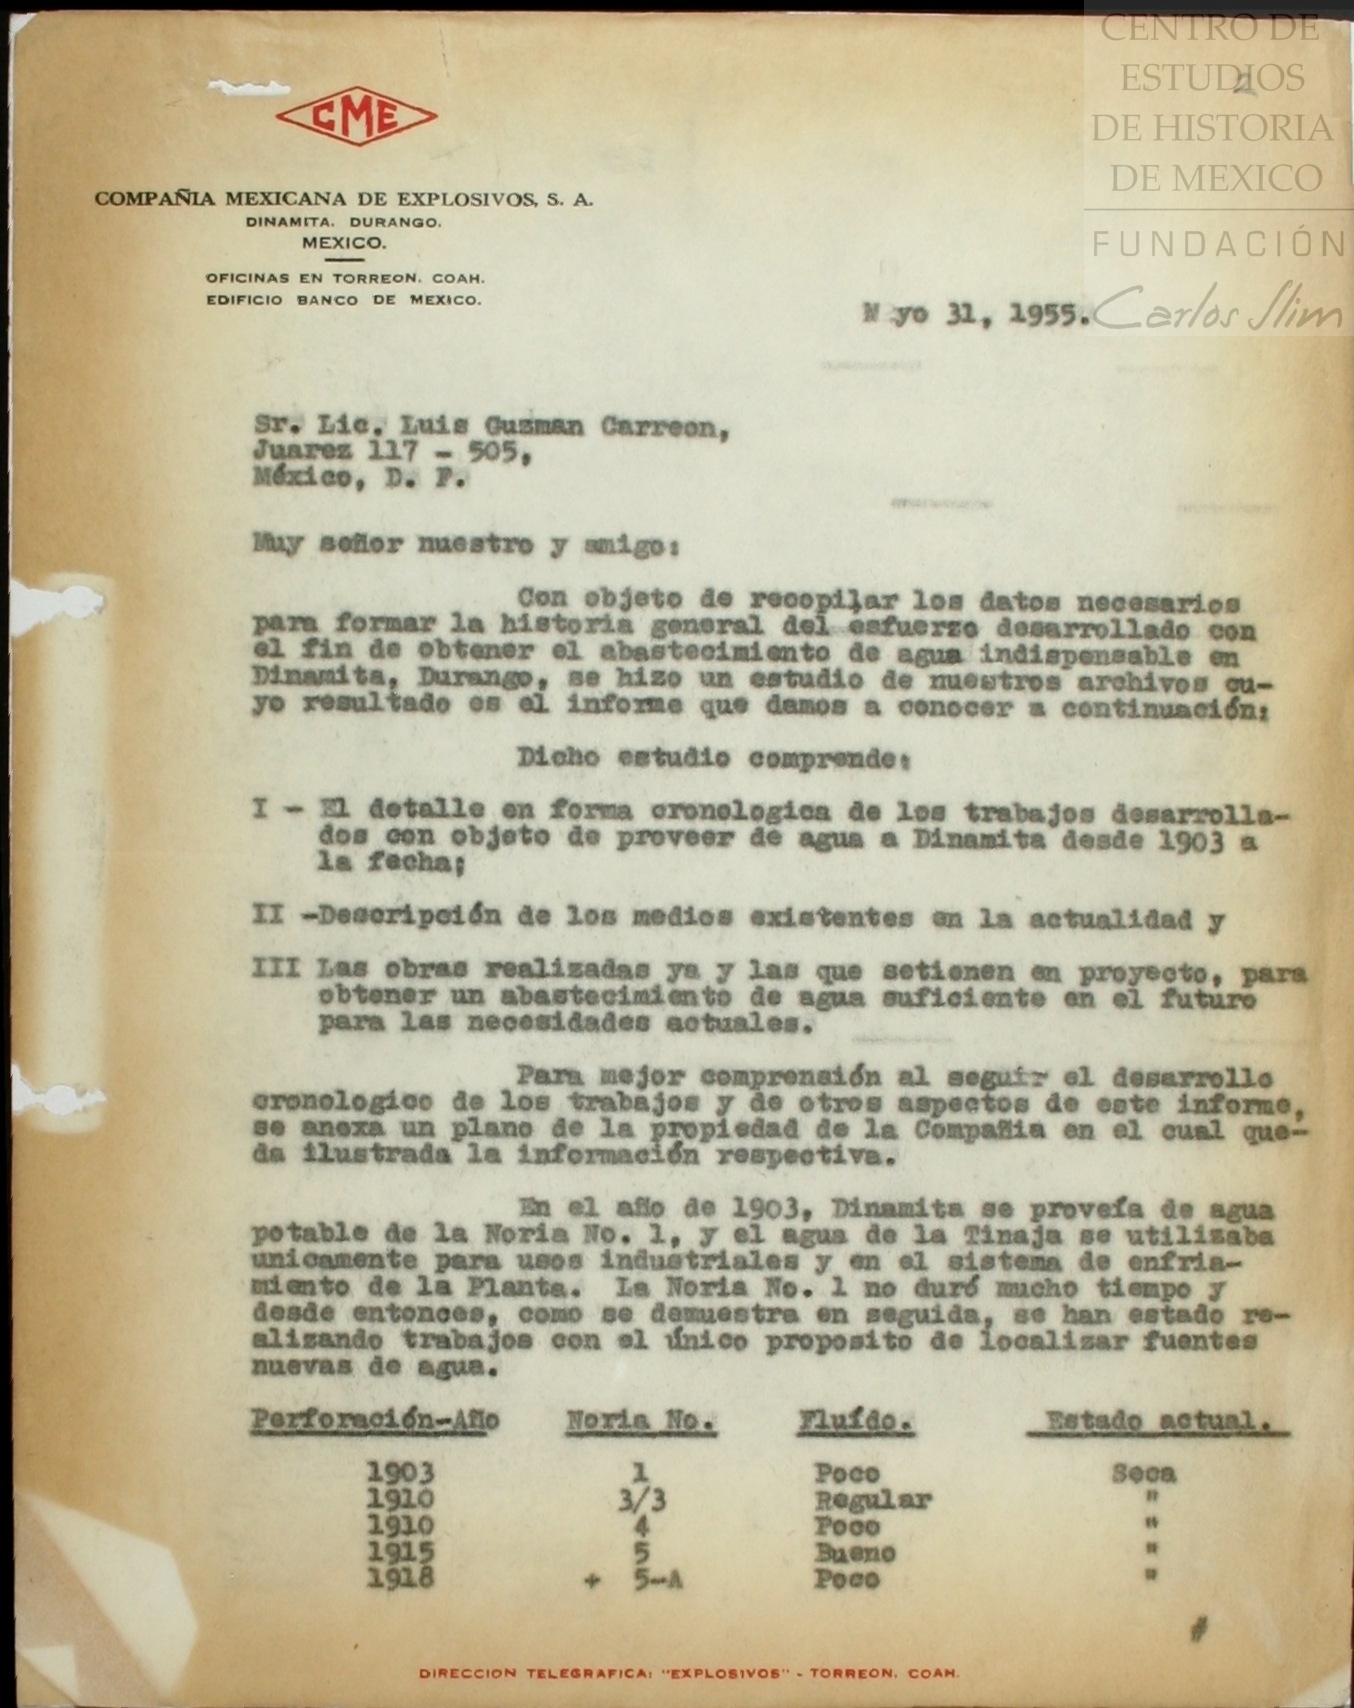 CENTRO DE
ESTUDIOS
DE HISTORIA
DE MEXICO
FUNDACIÓN
Carlos Slim
CME
COMPAÑIA MEXICANA DE EXPLOSIVOS, S. A.
DINAMITA. DURANGO.
MEXICO.
OFICINAS EN TORREON. COAH.
EDIFICIO BANCO DE MEXICO.
M yo 31, 1955.
Sr. Lic. Luis Guzman Carreon,
Juarez 117 - 505,
México, D. F.
Muy señor nuestro y amigo:
Con objeto de recopilar los datos necesarios
para formar la historia general del esfuerzo desarrollado con
el fin de obtener el abastecimiento de agua indispensable en
Dinamita, Durango, se hizo un estudio de nuestros archivos cu-
yo resultado es el informe que damos a conocer a continuación:
Dicho estudio comprende:
I - El detalle en forma cronologica de los trabajos desarrolla-
dos con objeto de proveer de agua a Dinamita desde 1903 a
la fecha;
II -Descripción de los medios existentes en la actualidad y
III Las obras realizadas ya y las que setienen en proyecto, para
obtener un abastecimiento de agua suficiente en el futuro
para las necesidades actuales.
Para mejor comprensión al seguir el desarrollo
cronologico de los trabajos y de otros aspectos de este informe,
se anexa un plano de la propiedad de la Compañia en el cual que-
da ilustrada la información respectiva.
En el año de 1903, Dinamita se proveía de agua
potable de la Noria No. 1, y el agua de la Tinaja se utilizaba
unicamente para usos industriales y en el sistema de enfria-
miento de la Planta. La Noria No. 1 no duró mucho tiempo y
desde entonces, como se demuestra en seguida, se han estado re-
alizando trabajos con el único proposito de localizar fuentes
nuevas de agua.
Perforación-Año Noria No. Fluído. Estado actual.
1903 1 Poco Seca
1910 3/3 Regular "
1910 4 Poco "
1915 5 Bueno "
1918 + 5-A Poco "
#
DIRECCION TELEGRAFICA: "EXPLOSIVOS" - TORREON. COAH.